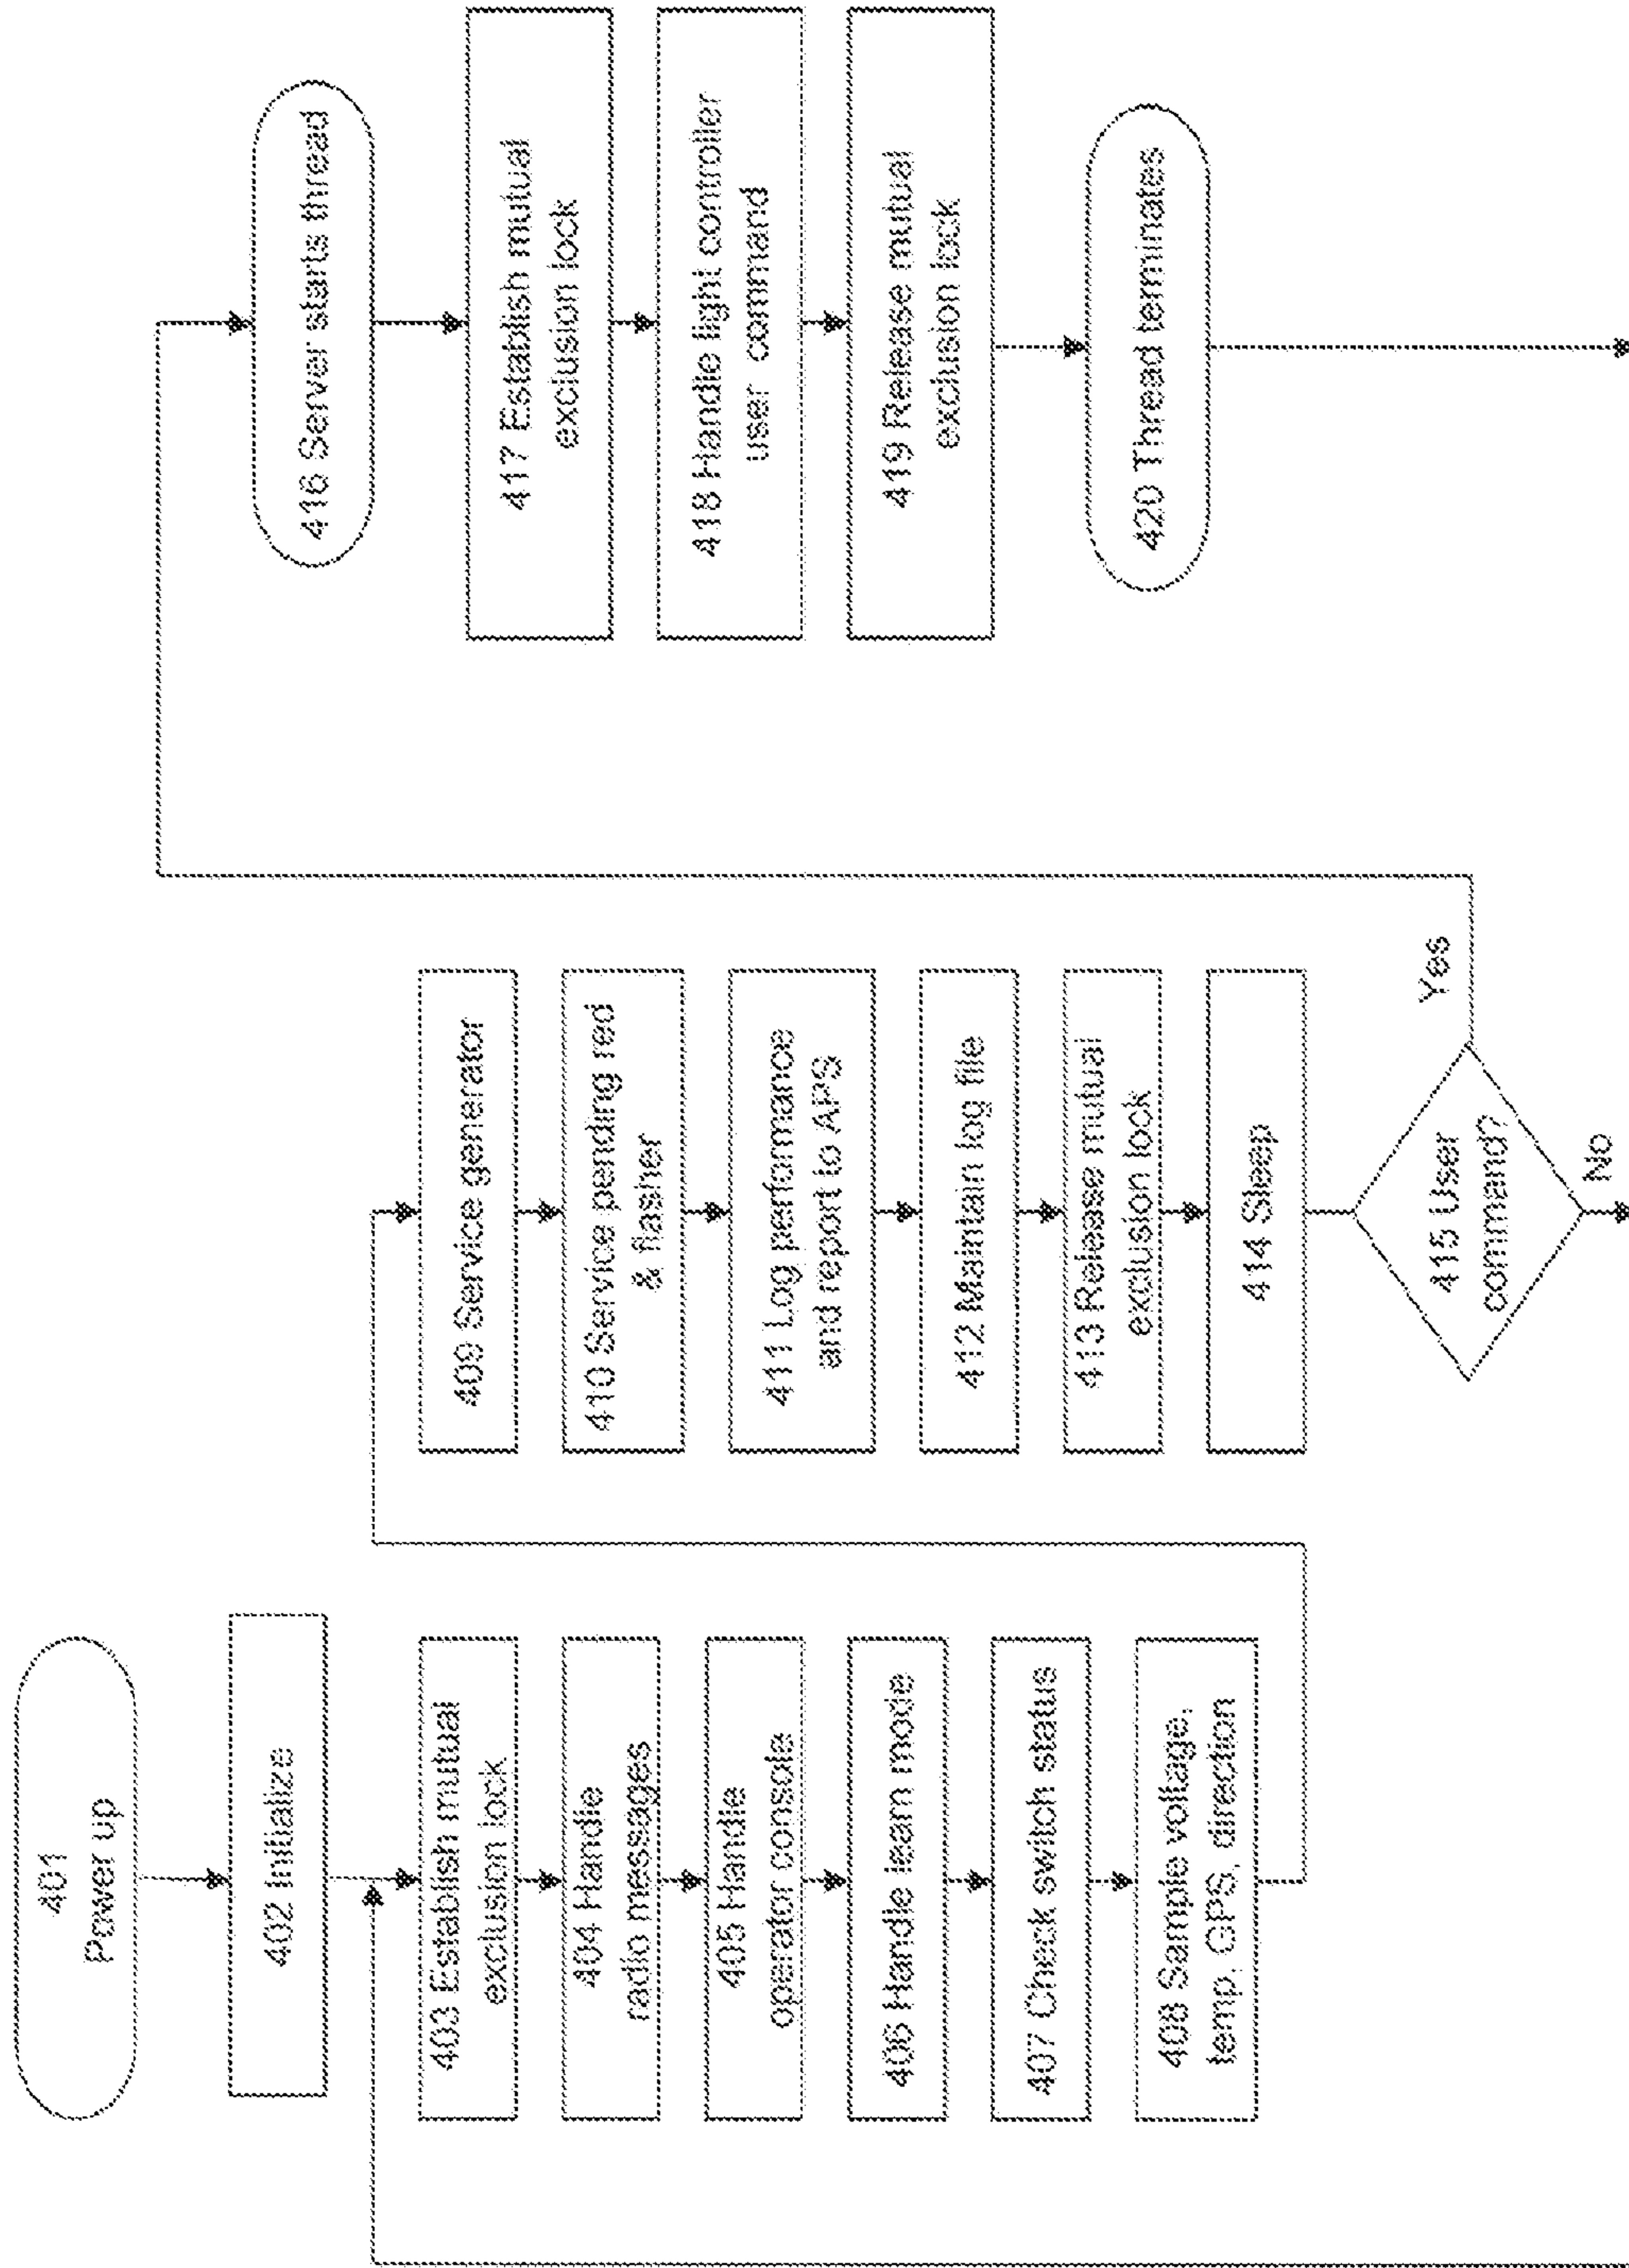 401
Power up
402 Initialize
403 Establish mutual
exclusion lock
404 Handle
radio messages
405 Handle
operator console
406 Handle learn mode
407 Check switch status
408 Sample voltage,
temp, GPS, direction
409 Service generator
410 Service pending red
& flasher
411 Log performance
and report to APS
412 Maintain log file
413 Release mutual
exclusion lock
414 Sleep
415 User
command?
Yes
No
416 Server starts thread
417 Establish mutual
exclusion lock
418 Handle light controller
user command
419 Release mutual
exclusion lock
420 Thread terminates